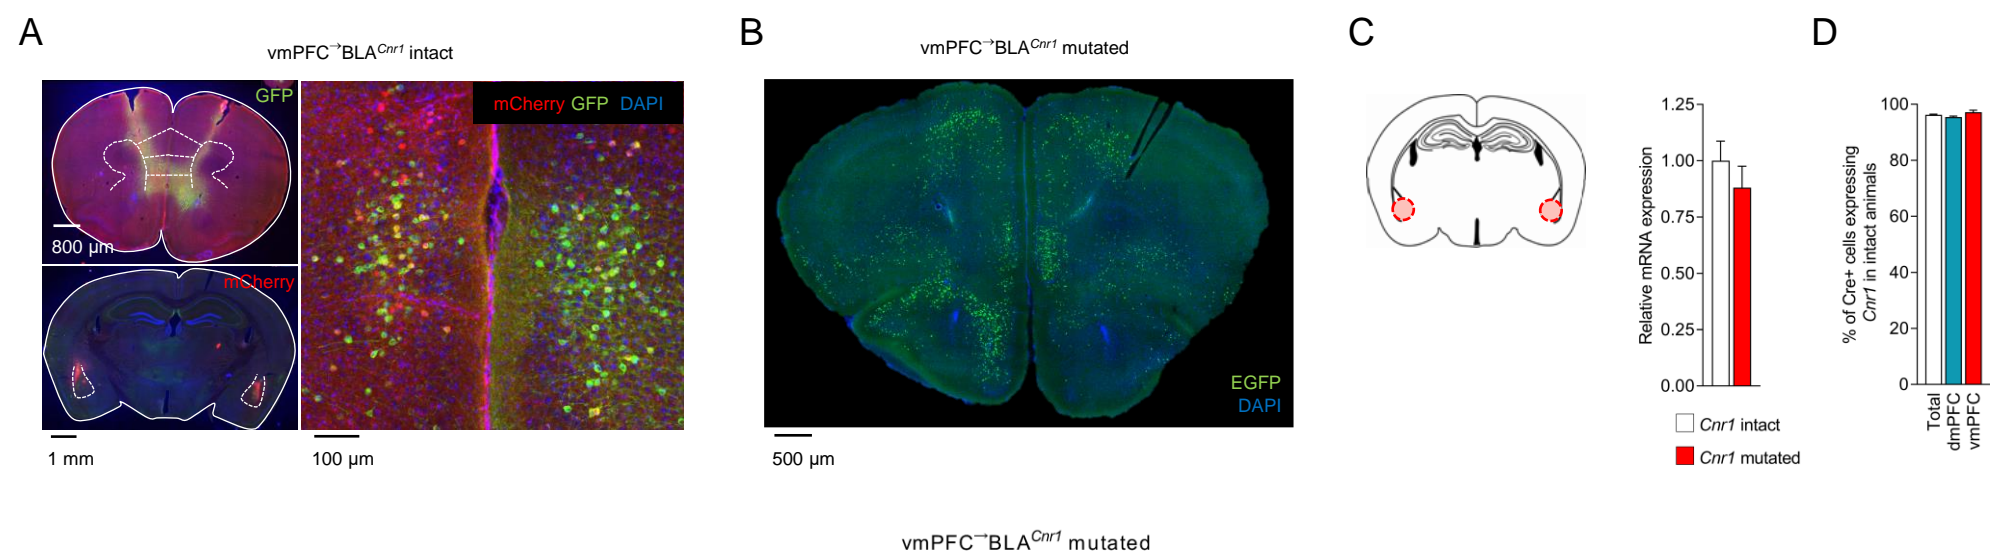 A
vmPFC→BLACnr1 intact
GFP
800 µm
mCherry
1 mm
mCherry GFP DAPI
100 µm
B
vmPFC→BLACnr1 mutated
EGFP
DAPI
500 µm
C
Relative mRNA expression
1.25
1.00
0.75
0.50
0.25
0.00
Cnr1 intact
Cnr1 mutated
D
% of Cre+ cells expressing
Cnr1 in intact animals
100
80
60
40
20
0
Total
dmPFC
vmPFC
vmPFC→BLACnr1 mutated